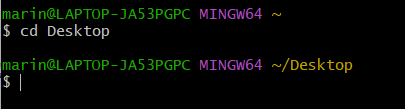 marin@LAPTOP-JA53PGPC MINGW64 ~
$ cd Desktop
marin@LAPTOP-JA53PGPC MINGW64 ~/Desktop
$